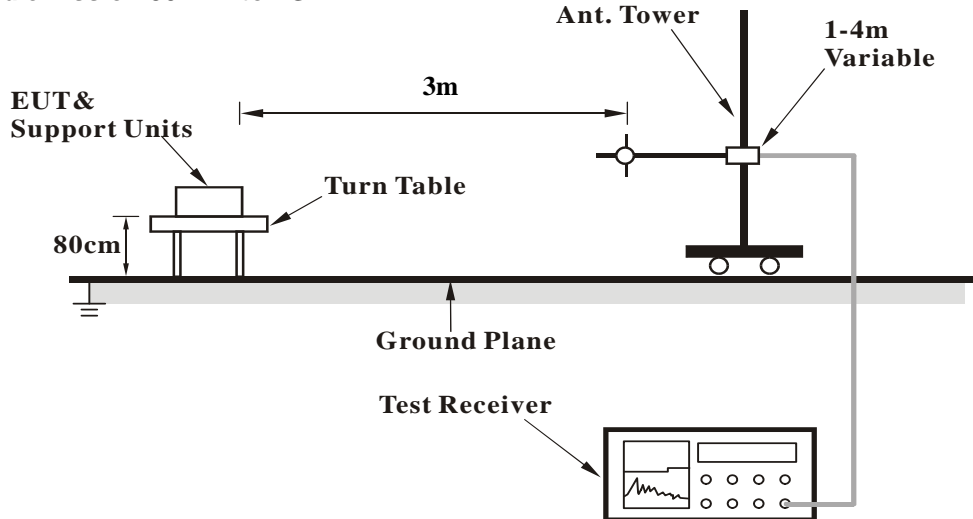 Ant. Tower
1-4m
Variable
3m
EUT&
Support Units
Turn Table
80cm
Ground Plane
Test Receiver